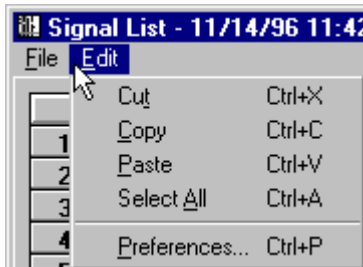 Signal List - 11/14/96 11:42
File Edit
Cut Ctrl+X
1 Copy Ctrl+C
2 Paste Ctrl+V
3 Select All Ctrl+A
4 Preferences... Ctrl+P